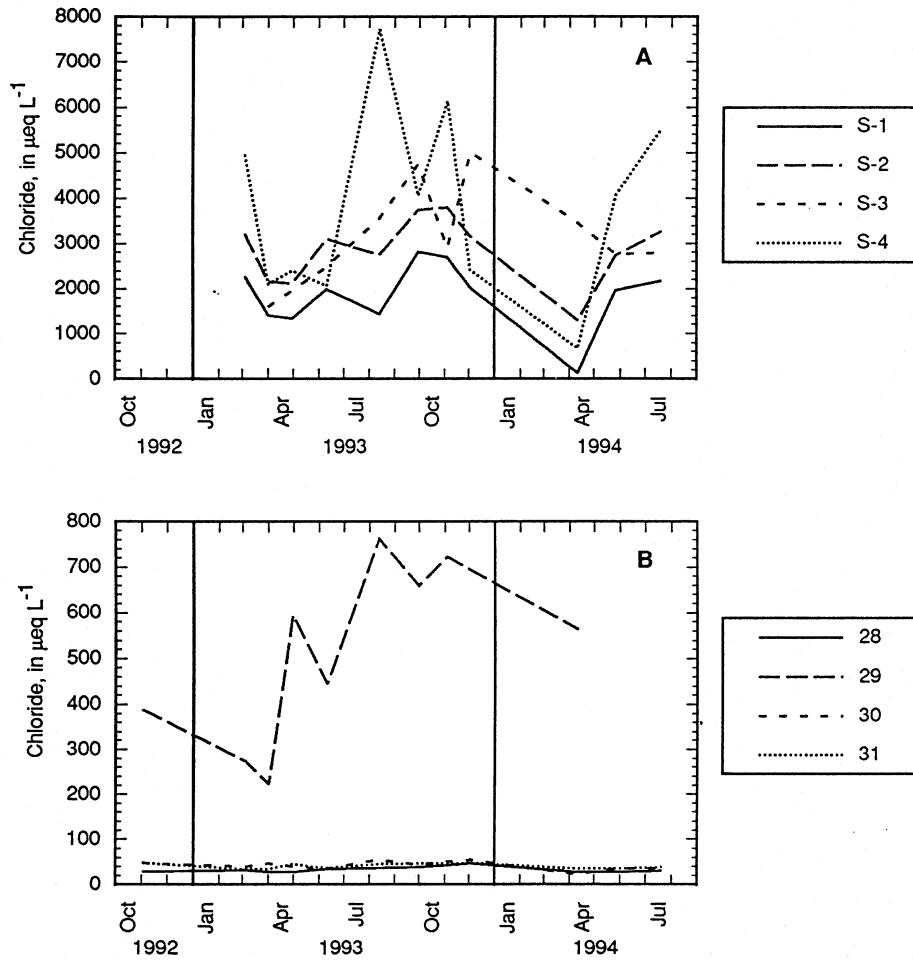 A
Chloride, in µeq L⁻¹
8000
7000
6000
5000
4000
3000
2000
1000
0
Oct
Jan
Apr
Jul
Oct
Jan
Apr
Jul
1992
1993
1994
S-1
S-2
S-3
S-4
B
Chloride, in µeq L⁻¹
800
700
600
500
400
300
200
100
0
Oct
Jan
Apr
Jul
Oct
Jan
Apr
Jul
1992
1993
1994
28
29
30
31